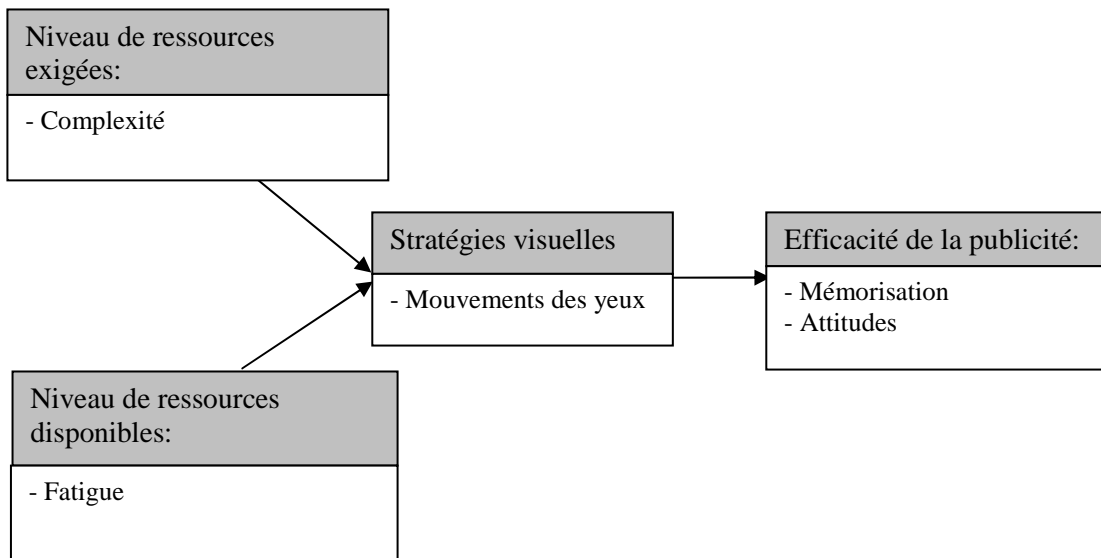 Niveau de ressources
exigées:
- Complexité
Stratégies visuelles
- Mouvements des yeux
Efficacité de la publicité:
- Mémorisation
- Attitudes
Niveau de ressources
disponibles:
- Fatigue